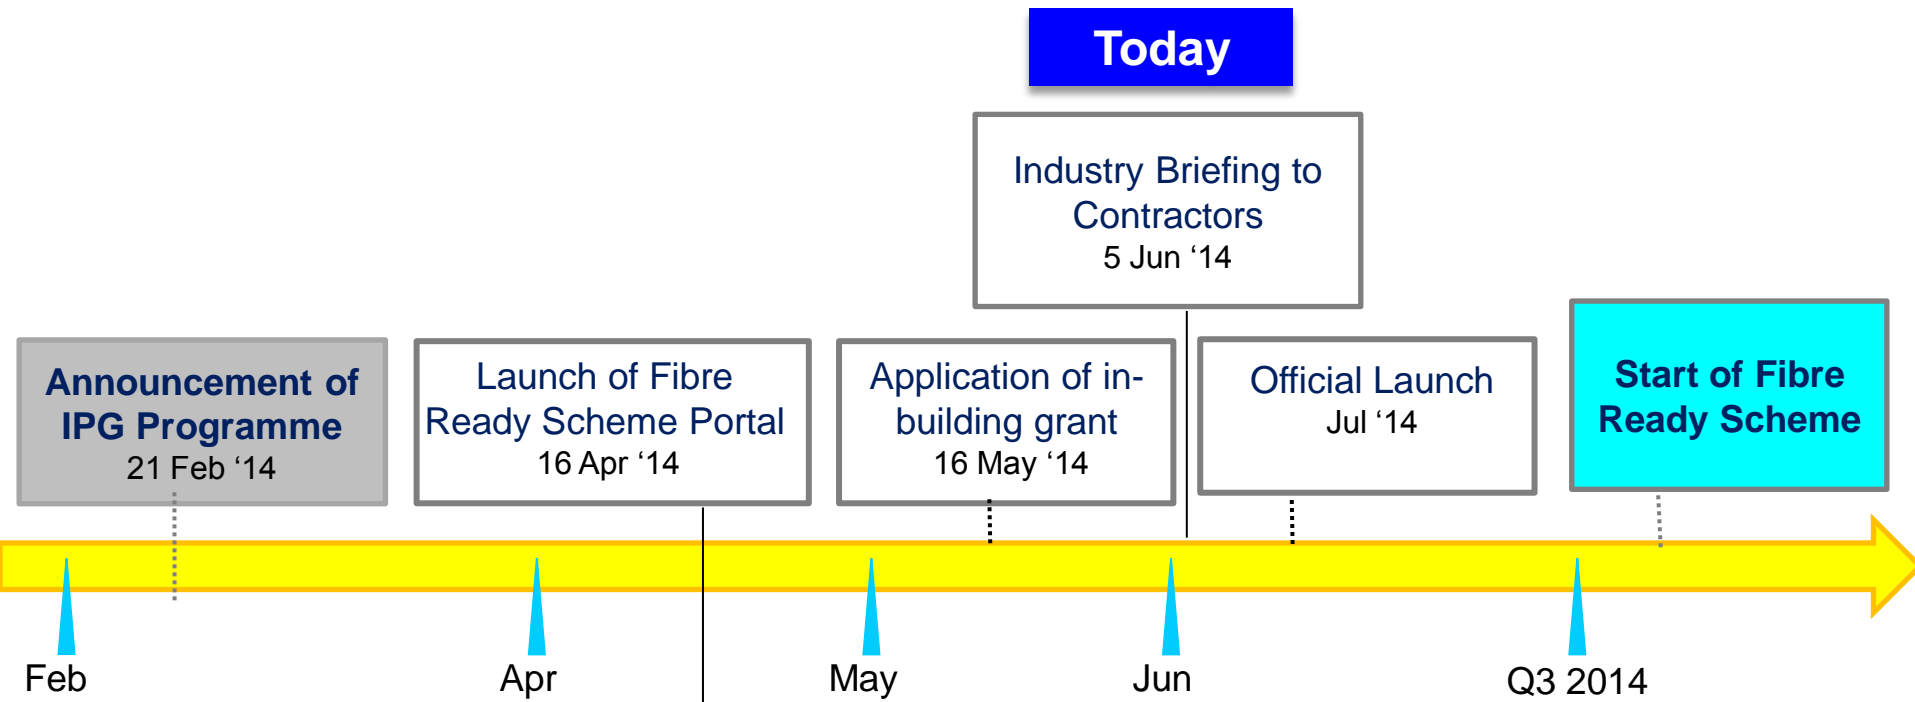 Today
Industry Briefing to
Contractors
5 Jun ‘14
Announcement of
IPG Programme
21 Feb ‘14
Launch of Fibre
Ready Scheme Portal
16 Apr ‘14
Application of in-
building grant
16 May ‘14
Official Launch
Jul ‘14
Start of Fibre
Ready Scheme
Feb
Apr
May
Jun
Q3 2014